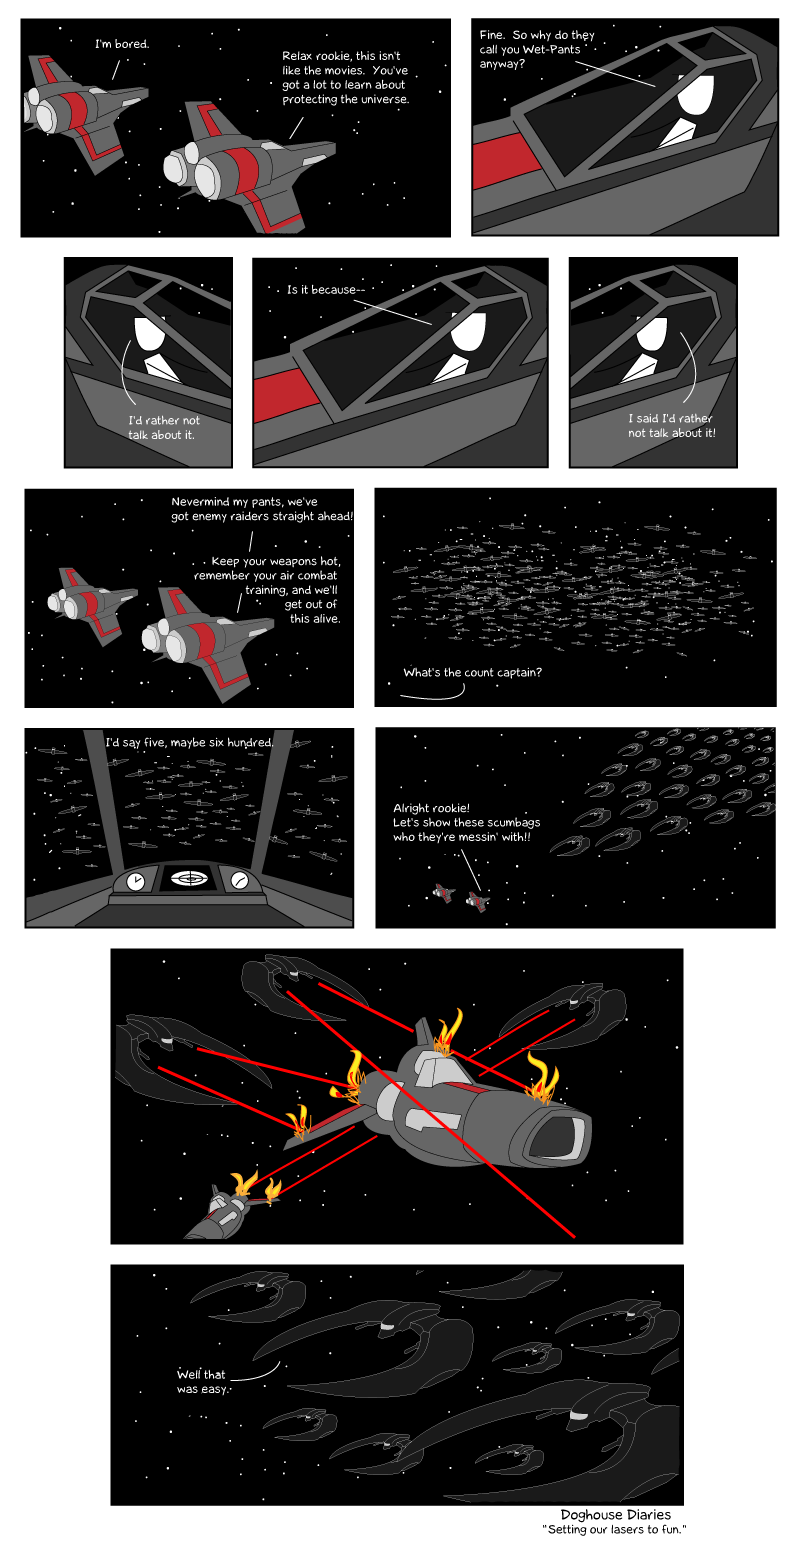 I'm bored.
Relax rookie, this isn't
like the movies. You've
got a lot to learn about
protecting the universe.
Fine. So why do they
call you Wet-Pants
anyway?
I'd rather not
talk about it.
Is it because--
I said I'd rather
not talk about it!
Nevermind my pants, we've
got enemy raiders straight ahead!
Keep your weapons hot,
remember your air combat
training, and we'll
get out of
this alive.
What's the count captain?
I'd say five, maybe six hundred.
Alright rookie!
Let's show these scumbags
who they're messin' with!!
Well that
was easy.
Doghouse Diaries
"Setting our lasers to fun."